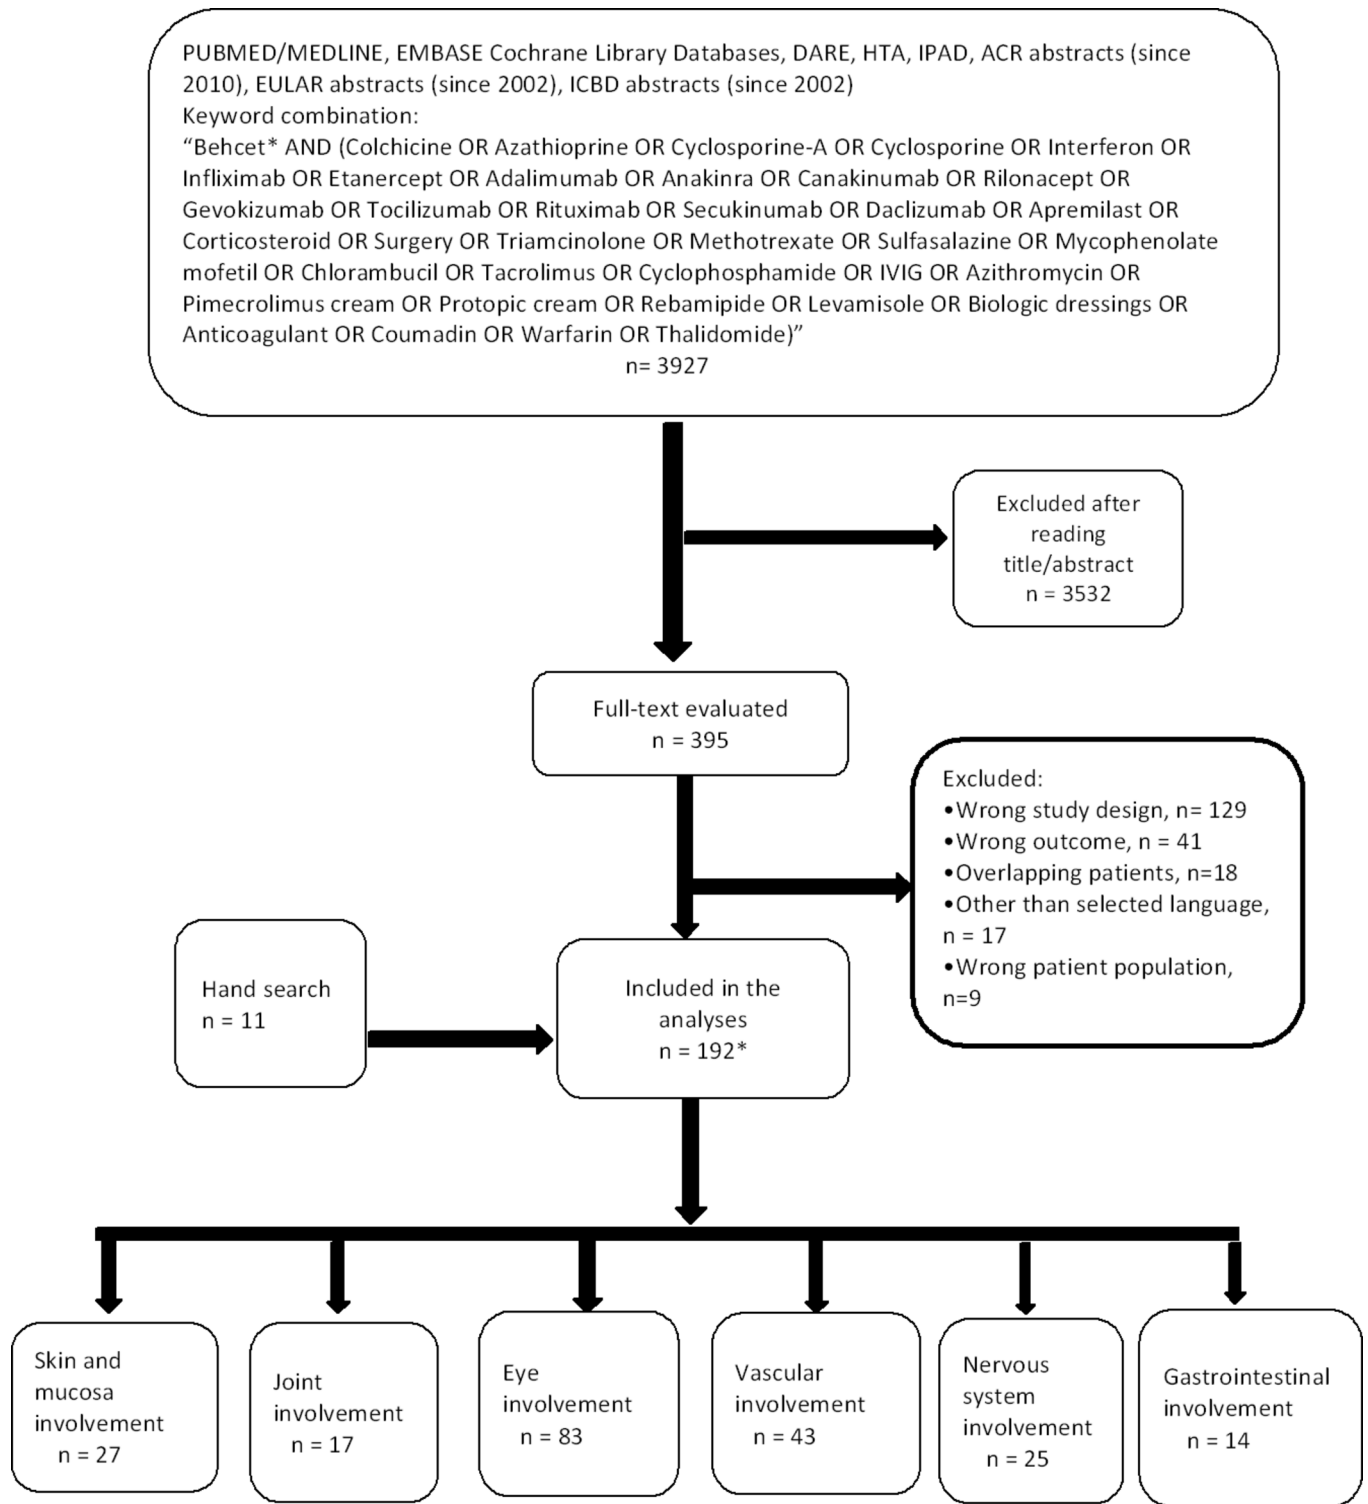 PUBMED/MEDLINE, EMBASE Cochrane Library Databases, DARE, HTA, IPAD, ACR abstracts (since
2010), EULAR abstracts (since 2002), ICBD abstracts (since 2002)
Keyword combination:
“Behcet* AND (Colchicine OR Azathioprine OR Cyclosporine-A OR Cyclosporine OR Interferon OR
Infliximab OR Etanercept OR Adalimumab OR Anakinra OR Canakinumab OR Rilonacept OR
Gevokizumab OR Tocilizumab OR Rituximab OR Secukinumab OR Daclizumab OR Apremilast OR
Corticosteroid OR Surgery OR Triamcinolone OR Methotrexate OR Sulfasalazine OR Mycophenolate
mofetil OR Chlorambucil OR Tacrolimus OR Cyclophosphamide OR IVIG OR Azithromycin OR
Pimecrolimus cream OR Protopic cream OR Rebamipide OR Levamisole OR Biologic dressings OR
Anticoagulant OR Coumadin OR Warfarin OR Thalidomide)”
n= 3927
Excluded after
reading
title/abstract
n = 3532
Full-text evaluated
n = 395
Excluded:
•Wrong study design, n= 129
•Wrong outcome, n = 41
•Overlapping patients, n=18
•Other than selected language,
n = 17
•Wrong patient population,
n=9
Hand search
n = 11
Included in the
analyses
n = 192*
Skin and
mucosa
involvement
n = 27
Joint
involvement
n = 17
Eye
involvement
n = 83
Vascular
involvement
n = 43
Nervous
system
involvement
n = 25
Gastrointestinal
involvement
n = 14